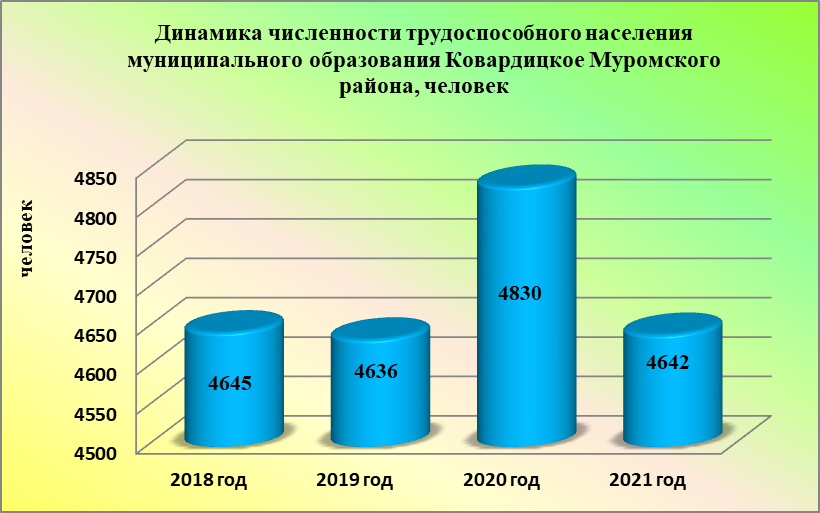 Динамика численности трудоспособного населения
муниципального образования Ковардицкое Муромского
района, человек
человек
4850
4800
4750
4700
4650
4600
4550
4500
4645
4636
4830
4642
2018 год
2019 год
2020 год
2021 год